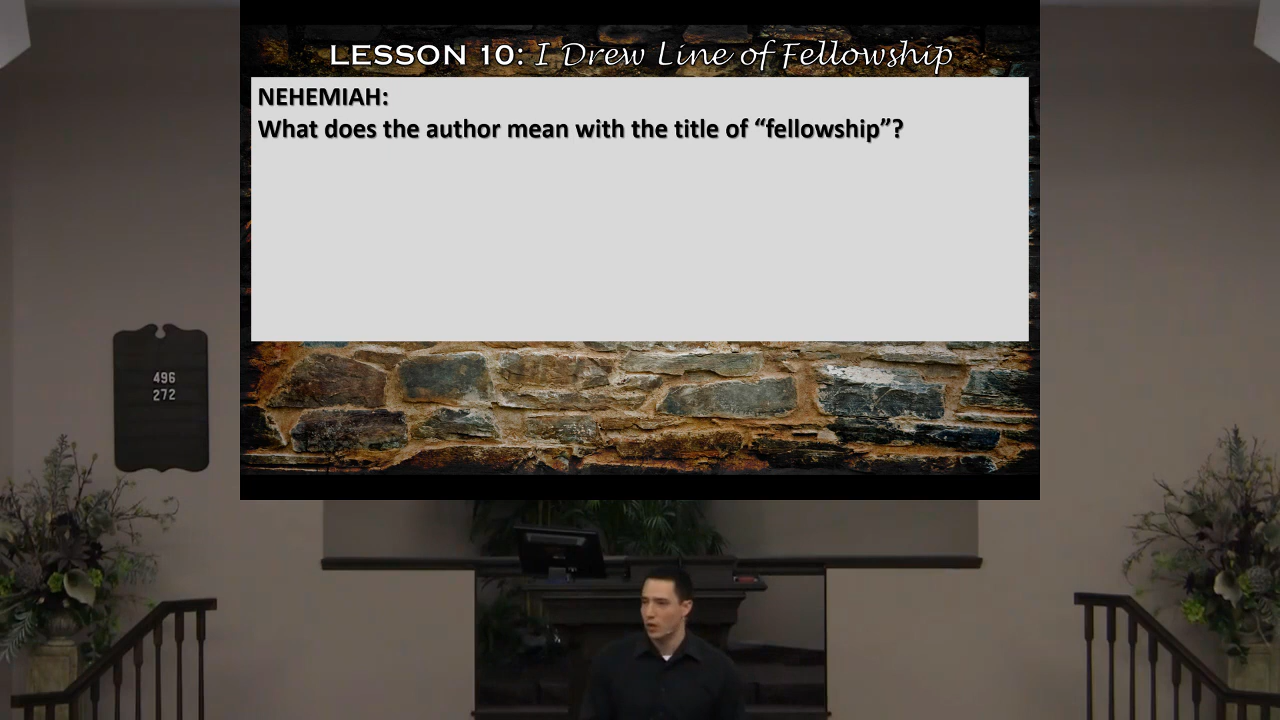 LESSON 10: I Drew Line of Fellowship
NEHEMIAH:
What does the author mean with the title of “fellowship”?
496
272